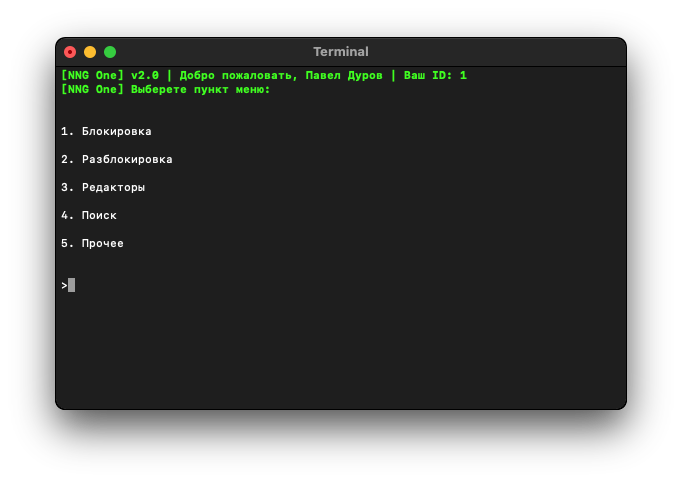 Terminal
[NNG One] v2.0 | Добро пожаловать, Павел Дуров | Ваш ID: 1
[NNG One] Выберете пункт меню:
1. Блокировка
2. Разблокировка
3. Редакторы
4. Поиск
5. Прочее
>